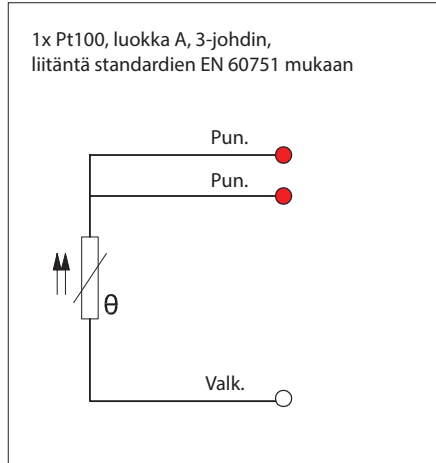 1x Pt100, luokka A, 3-johdin,
liitäntä standardien EN 60751 mukaan
Pun.
Pun.
θ
Valk.